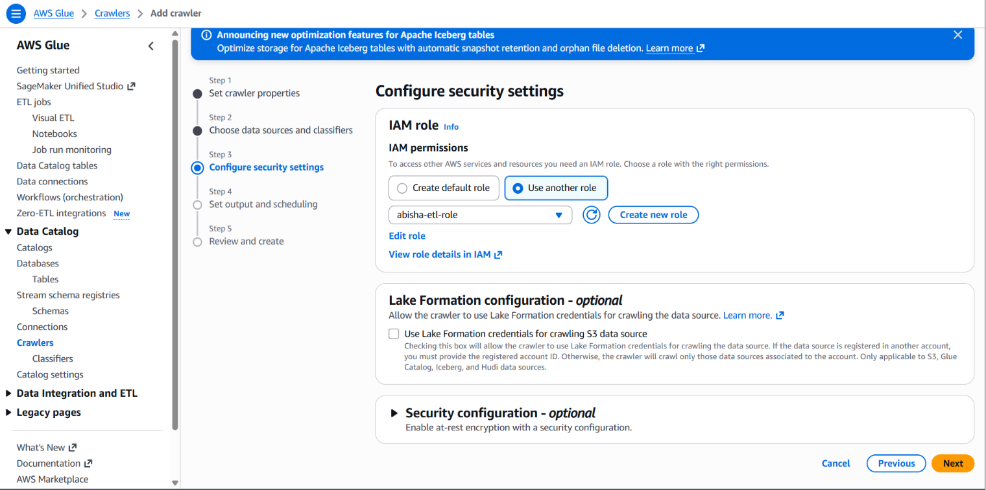 AWS Glue > Crawlers > Add crawler
AWS Glue
Getting started
SageMaker Unified Studio
ETL jobs
Visual ETL
Notebooks
Job run monitoring
Data Catalog tables
Data connections
Workflows (orchestration)
Zero-ETL integrations New
Data Catalog
Catalogs
Databases
Tables
Stream schema registries
Schemas
Connections
Crawlers
Classifiers
Catalog settings
Data Integration and ETL
Legacy pages
What's New
Documentation
AWS Marketplace
Announcing new optimization features for Apache Iceberg tables
Optimize storage for Apache Iceberg tables with automatic snapshot retention and orphan file deletion. Learn more
Step 1
Set crawler properties
Step 2
Choose data sources and classifiers
Step 3
Configure security settings
Step 4
Set output and scheduling
Step 5
Review and create
Configure security settings
IAM role Info
IAM permissions
To access other AWS services and resources you need an IAM role. Choose a role with the right permissions.
Create default role Use another role
abisha-etl-role Create new role
Edit role
View role details in IAM
Lake Formation configuration - optional
Allow the crawler to use Lake Formation credentials for crawling the data source. Learn more.
Use Lake Formation credentials for crawling S3 data source
Checking this box will allow the crawler to use Lake Formation credentials for crawling the data source. If the data source is registered in another account,
you must provide the registered account ID. Otherwise, the crawler will crawl only those data sources associated to the account. Only applicable to S3, Glue
Catalog, Iceberg, and Hudi data sources.
Security configuration - optional
Enable at-rest encryption with a security configuration.
Cancel Previous Next